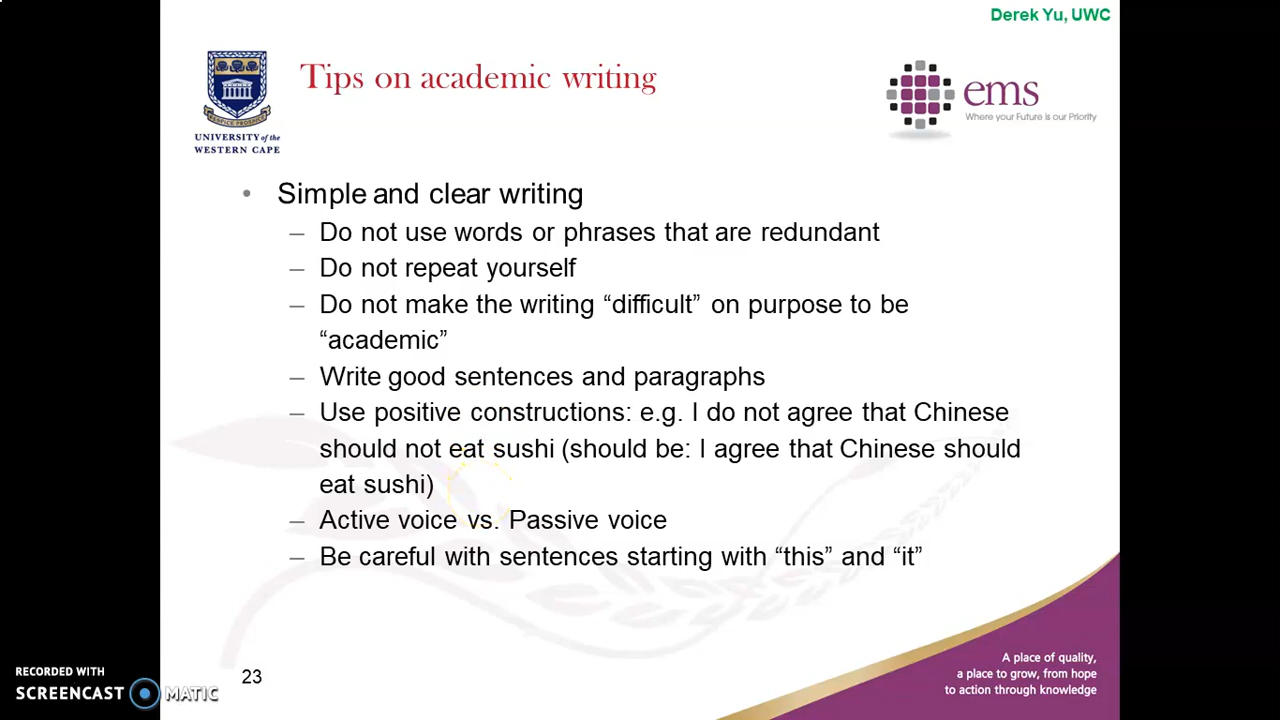 Derek Yu, UWC
Tips on academic writing
UNIVERSITY of the
WESTERN CAPE
ems
Where your Future is our Priority
• Simple and clear writing
– Do not use words or phrases that are redundant
– Do not repeat yourself
– Do not make the writing “difficult” on purpose to be
“academic”
– Write good sentences and paragraphs
– Use positive constructions: e.g. I do not agree that Chinese
should not eat sushi (should be: I agree that Chinese should
eat sushi)
– Active voice vs. Passive voice
– Be careful with sentences starting with “this” and “it”
A place of quality,
a place to grow, from hope
to action through knowledge
23
RECORDED WITH
SCREENCAST MATIC